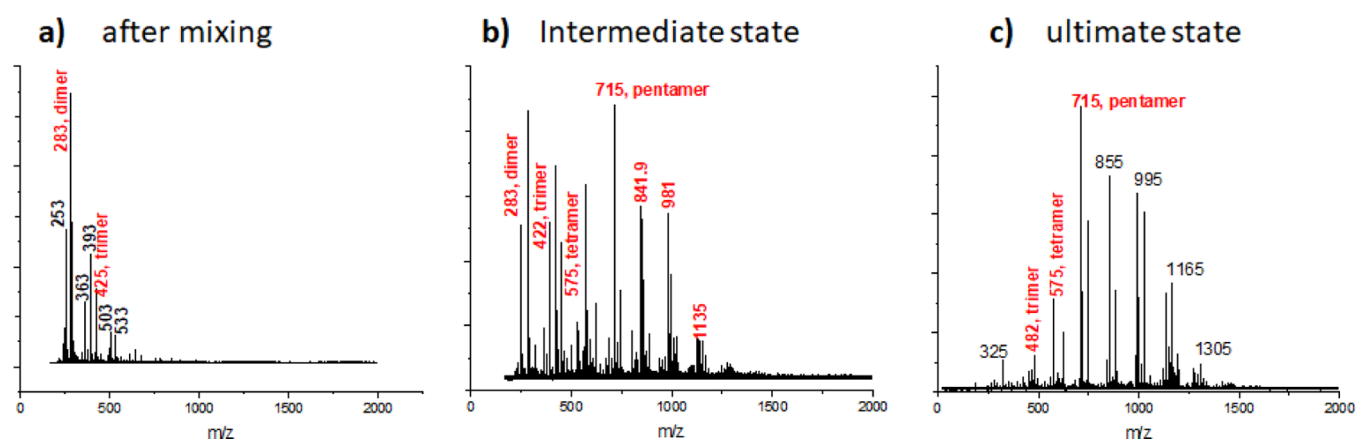 a) after mixing
283, dimer
253
363
393
425, trimer
503
533
0
500
1000
1500
2000
m/z
b) Intermediate state
283, dimer
422, trimer
575, tetramer
715, pentamer
841.9
981
1135
0
500
1000
1500
2000
m/z
c) ultimate state
325
482, trimer
575, tetramer
715, pentamer
855
995
1165
1305
0
500
1000
1500
2000
m/z